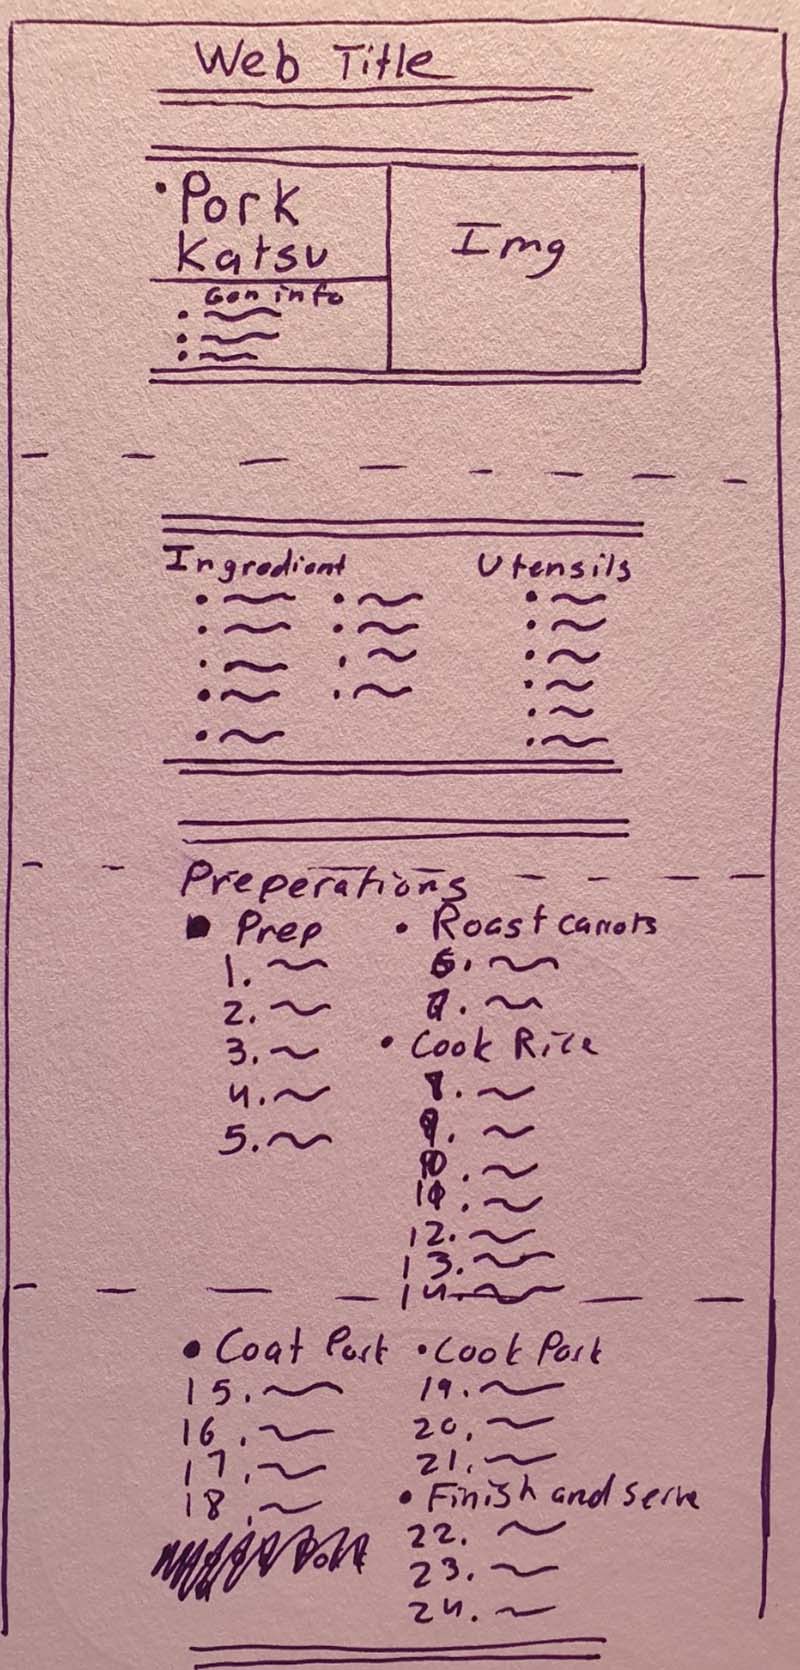 Web Title
• Pork
Katsu
Img
Gen info
•
•
•
Ingredient
Utensils
• •
• •
• •
• •
•
•
•
•
•
•
•
Preperations
• Prep
1.
2.
3.
4.
5.
• Roast carrots
6.
7.
• Cook Rice
8.
9.
10.
11.
12.
13.
14.
• Coat Pork
15.
16.
17.
18.
• Cook Pork
19.
20.
21.
• Finish and serve
22.
23.
24.